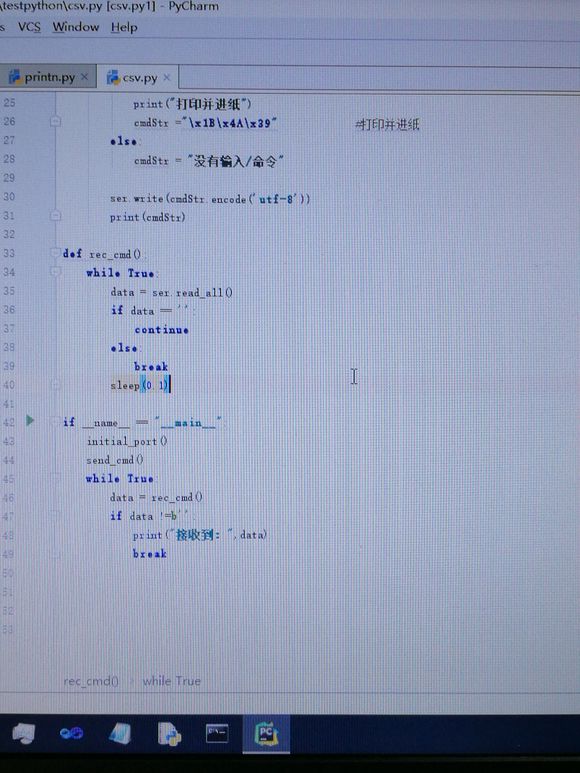 \testpython\csv.py [csv.py1] - PyCharm
s VCS Window Help
printn.py × csv.py ×
25 print("打印并进纸")
26 cmdStr ="\x1B\x4A\x39" #打印并进纸
27 else:
28 cmdStr = "没有输入/命令"
29
30 ser.write(cmdStr.encode('utf-8'))
31 print(cmdStr)
32
33 def rec_cmd():
34 while True:
35 data = ser.read_all()
36 if data == '':
37 continue
38 else:
39 break
40 sleep(0.1)
41
42 if __name__ == "__main__":
43 initial_port()
44 send_cmd()
45 while True:
46 data = rec_cmd()
47 if data !=b'':
48 print("接收到: ",data)
49 break
50
51
52
53
rec_cmd() › while True
PC